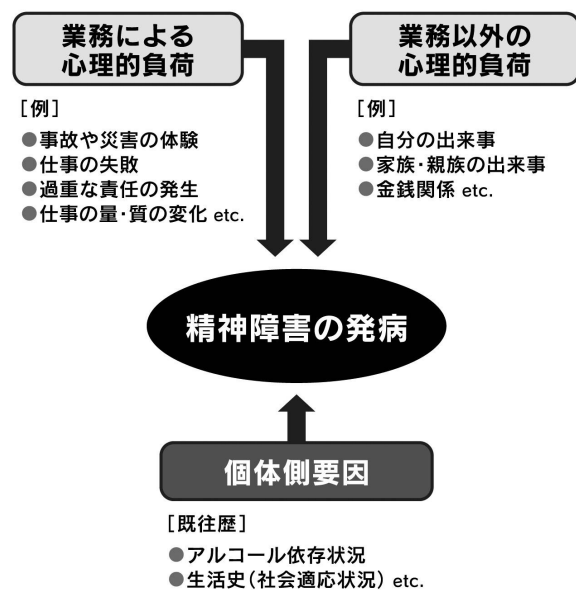 業務による
心理的負荷
[例]
●事故や災害の体験
●仕事の失敗
●過重な責任の発生
●仕事の量・質の変化 etc.
業務以外の
心理的負荷
[例]
●自分の出来事
●家族・親族の出来事
●金銭関係 etc.
精神障害の発病
個体側要因
[既往歴]
●アルコール依存状況
●生活史(社会適応状況) etc.